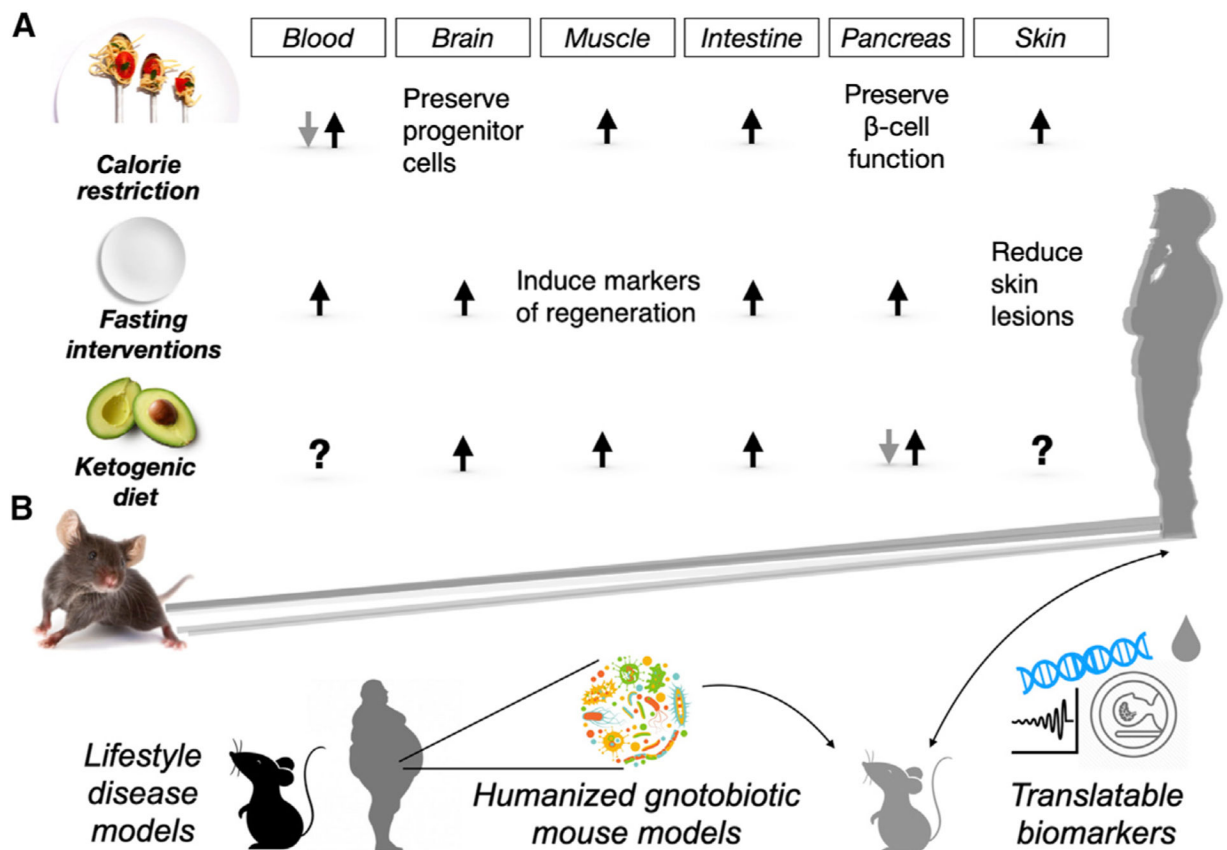 A
Blood
Brain
Muscle
Intestine
Pancreas
Skin
Calorie
restriction
Preserve
progenitor
cells
Preserve
β-cell
function
Fasting
interventions
Induce markers
of regeneration
Reduce
skin
lesions
Ketogenic
diet
?
?
B
Lifestyle
disease
models
Humanized gnotobiotic
mouse models
Translatable
biomarkers